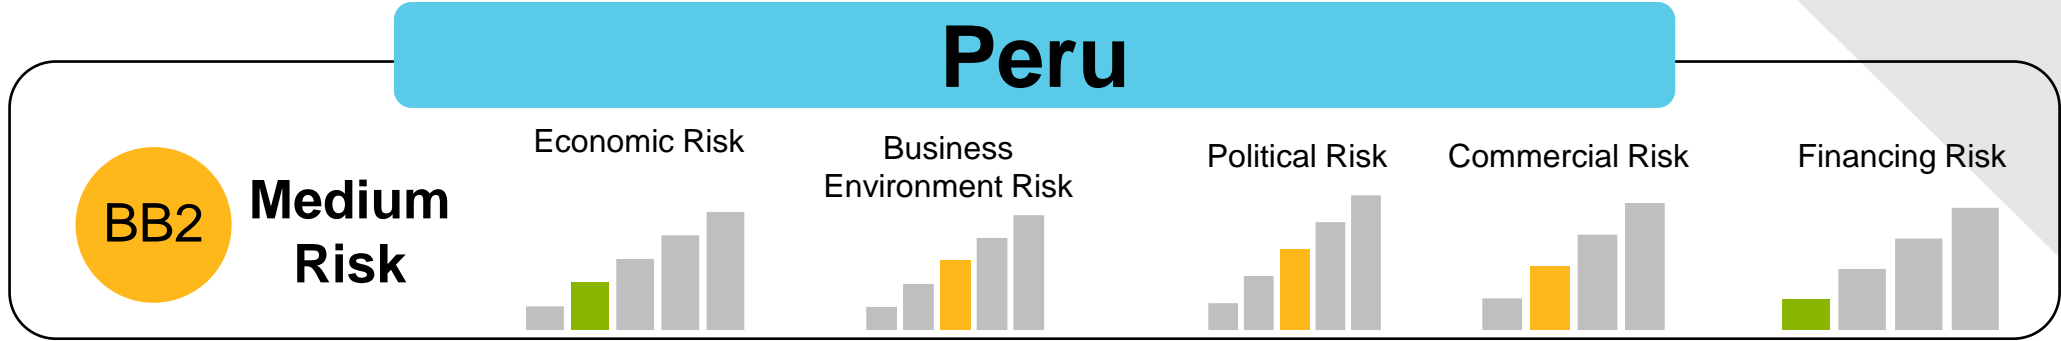 Peru
BB2
Medium
Risk
Economic Risk
Business
Environment Risk
Political Risk
Commercial Risk
Financing Risk